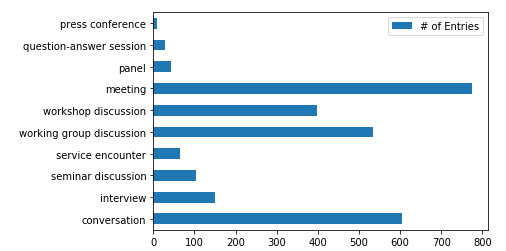 press conference
question-answer session
panel
meeting
workshop discussion
working group discussion
service encounter
seminar discussion
interview
conversation
# of Entries
0 100 200 300 400 500 600 700 800